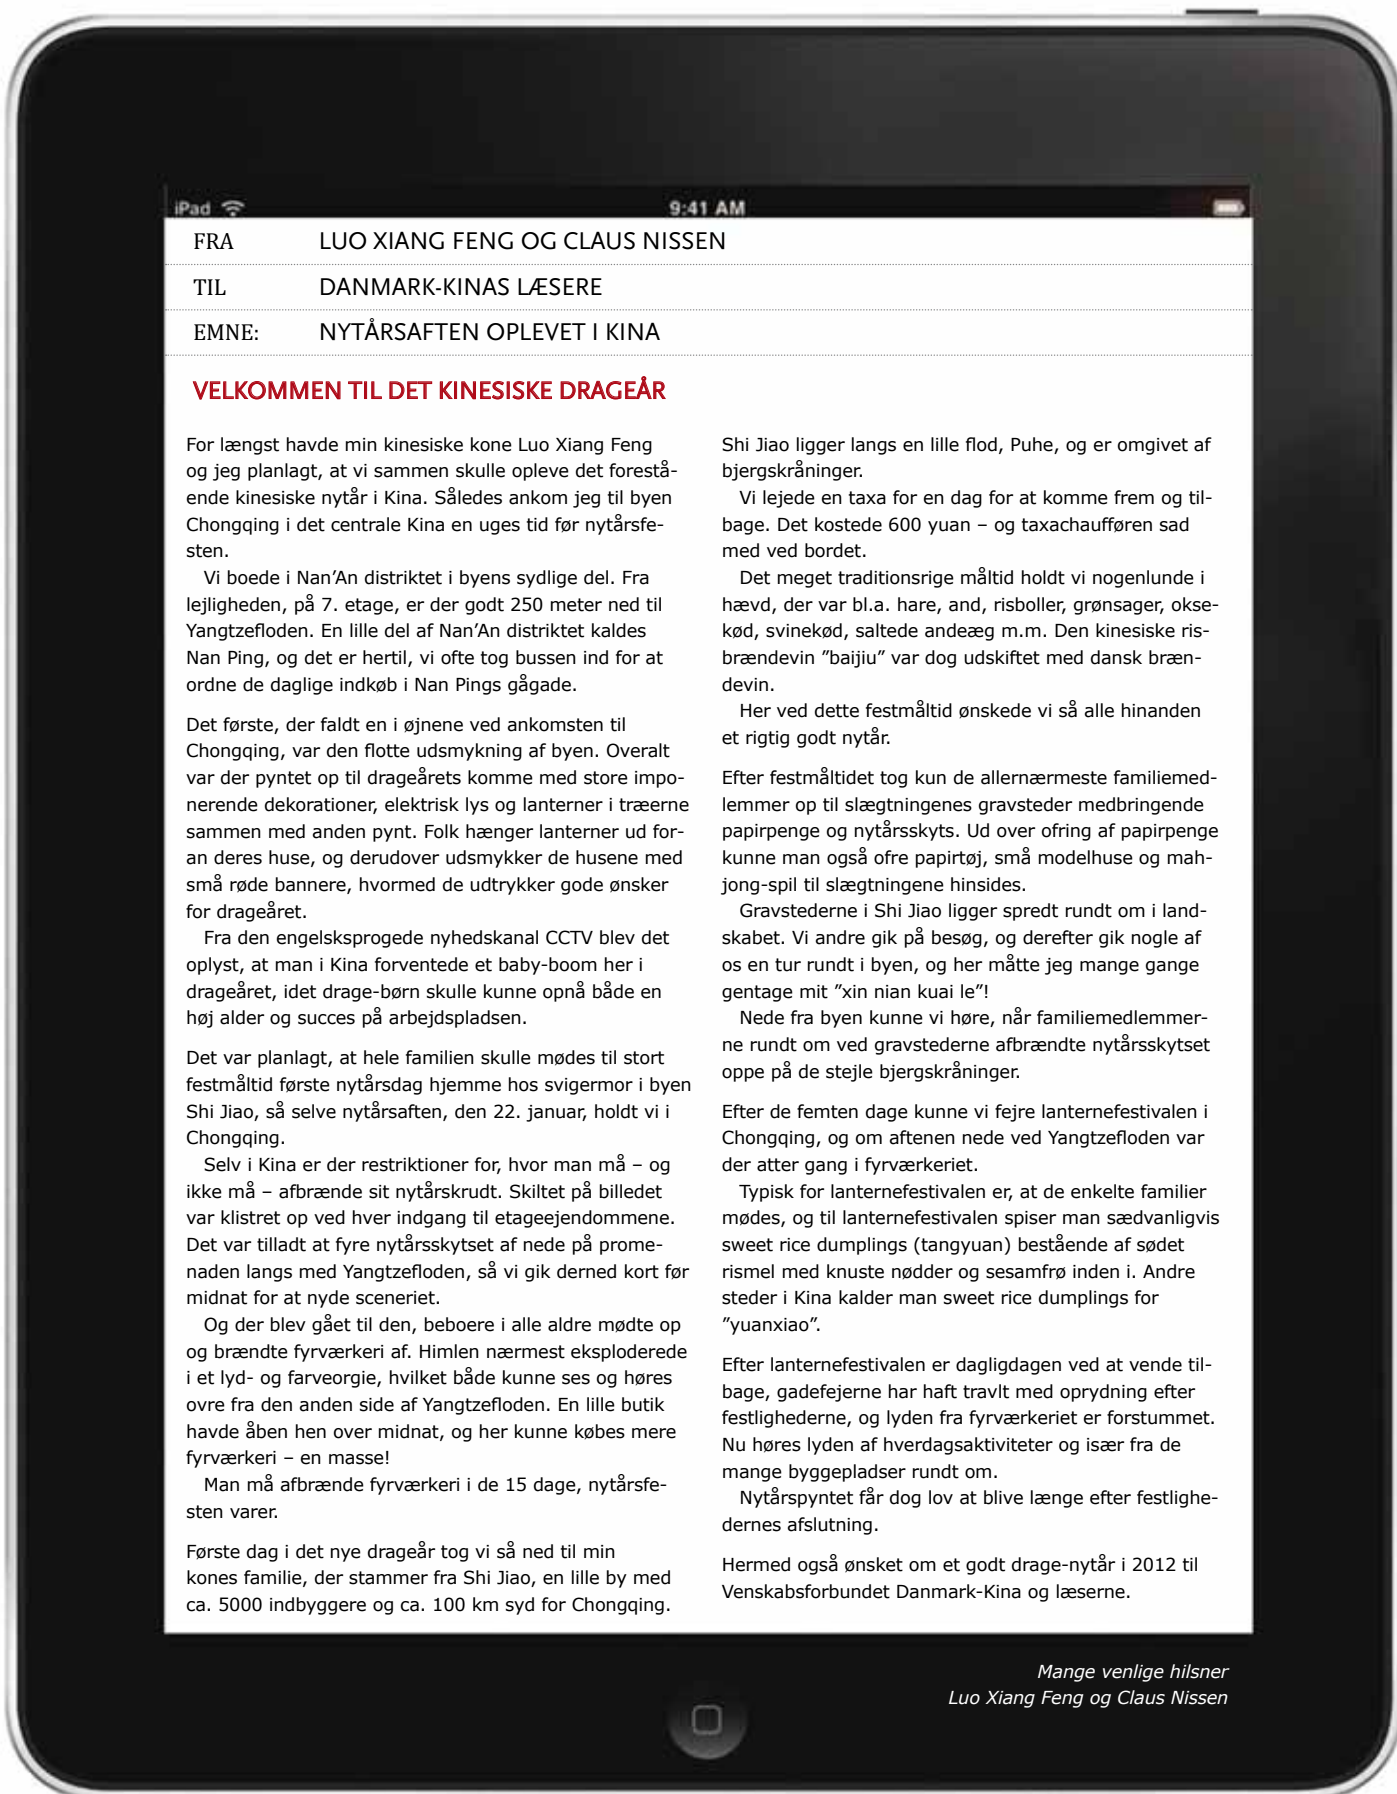 iPad
9:41 AM
FRA LUO XIANG FENG OG CLAUS NISSEN
TIL DANMARK-KINAS LÆSERE
EMNE: NYTÅRSAFTEN OPLEVET I KINA
VELKOMMEN TIL DET KINESISKE DRAGEÅR
For længst havde min kinesiske kone Luo Xiang Feng
og jeg planlagt, at vi sammen skulle opleve det forestå-
ende kinesiske nytår i Kina. Således ankom jeg til byen
Chongqing i det centrale Kina en uges tid før nytårsfe-
sten.
Vi boede i Nan’An distriktet i byens sydlige del. Fra
lejligheden, på 7. etage, er der godt 250 meter ned til
Yangtzefloden. En lille del af Nan’An distriktet kaldes
Nan Ping, og det er hertil, vi ofte tog bussen ind for at
ordne de daglige indkøb i Nan Pings gågade.
Det første, der faldt en i øjnene ved ankomsten til
Chongqing, var den flotte udsmykning af byen. Overalt
var der pyntet op til drageårets komme med store impo-
nerende dekorationer, elektrisk lys og lanterner i træerne
sammen med anden pynt. Folk hænger lanterner ud for-
an deres huse, og derudover udsmykker de husene med
små røde bannere, hvormed de udtrykker gode ønsker
for drageåret.
Fra den engelsksprogede nyhedskanal CCTV blev det
oplyst, at man i Kina forventede et baby-boom her i
drageåret, idet drage-børn skulle kunne opnå både en
høj alder og succes på arbejdspladsen.
Det var planlagt, at hele familien skulle mødes til stort
festmåltid første nytårsdag hjemme hos svigermor i byen
Shi Jiao, så selve nytårsaften, den 22. januar, holdt vi i
Chongqing.
Selv i Kina er der restriktioner for, hvor man må – og
ikke må – afbrænde sit nytårskrudt. Skiltet på billedet
var klistret op ved hver indgang til etageejendommene.
Det var tilladt at fyre nytårsskytset af nede på prome-
naden langs med Yangtzefloden, så vi gik derned kort før
midnat for at nyde sceneriet.
Og der blev gået til den, beboere i alle aldre mødte op
og brændte fyrværkeri af. Himlen nærmest eksploderede
i et lyd- og farveorgie, hvilket både kunne ses og høres
ovre fra den anden side af Yangtzefloden. En lille butik
havde åben hen over midnat, og her kunne købes mere
fyrværkeri – en masse!
Man må afbrænde fyrværkeri i de 15 dage, nytårsfe-
sten varer.
Første dag i det nye drageår tog vi så ned til min
kones familie, der stammer fra Shi Jiao, en lille by med
ca. 5000 indbyggere og ca. 100 km syd for Chongqing.
Shi Jiao ligger langs en lille flod, Puhe, og er omgivet af
bjergskråninger.
Vi lejede en taxa for en dag for at komme frem og til-
bage. Det kostede 600 yuan – og taxachaufføren sad
med ved bordet.
Det meget traditionsrige måltid holdt vi nogenlunde i
hævd, der var bl.a. hare, and, risboller, grønsager, okse-
kød, svinekød, saltede andeæg m.m. Den kinesiske ris-
brændevin ”baijiu” var dog udskiftet med dansk bræn-
devin.
Her ved dette festmåltid ønskede vi så alle hinanden
et rigtig godt nytår.
Efter festmåltidet tog kun de allernærmeste familiemed-
lemmer op til slægtningenes gravsteder medbringende
papirpenge og nytårsskyts. Ud over ofring af papirpenge
kunne man også ofre papirtøj, små modelhuse og mah-
jong-spil til slægtningene hinsides.
Gravstederne i Shi Jiao ligger spredt rundt om i land-
skabet. Vi andre gik på besøg, og derefter gik nogle af
os en tur rundt i byen, og her måtte jeg mange gange
gentage mit ”xin nian kuai le”!
Nede fra byen kunne vi høre, når familiemedlemmer-
ne rundt om ved gravstederne afbrændte nytårsskytset
oppe på de stejle bjergskråninger.
Efter de femten dage kunne vi fejre lanternefestivalen i
Chongqing, og om aftenen nede ved Yangtzefloden var
der atter gang i fyrværkeriet.
Typisk for lanternefestivalen er, at de enkelte familier
mødes, og til lanternefestivalen spiser man sædvanligvis
sweet rice dumplings (tangyuan) bestående af sødet
rismel med knuste nødder og sesamfrø inden i. Andre
steder i Kina kalder man sweet rice dumplings for
”yuanxiao”.
Efter lanternefestivalen er dagligdagen ved at vende til-
bage, gadefejerne har haft travlt med oprydning efter
festlighederne, og lyden fra fyrværkeriet er forstummet.
Nu høres lyden af hverdagsaktiviteter og især fra de
mange byggepladser rundt om.
Nytårspyntet får dog lov at blive længe efter festlighe-
dernes afslutning.
Hermed også ønsket om et godt drage-nytår i 2012 til
Venskabsforbundet Danmark-Kina og læserne.
Mange venlige hilsner
Luo Xiang Feng og Claus Nissen